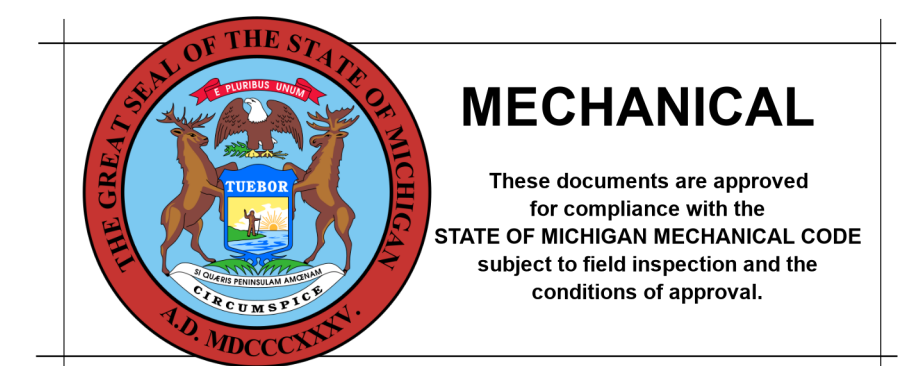 THE GREAT SEAL OF THE STATE OF MICHIGAN
E PLURIBUS UNUM
TUEBOR
SI QUÆRIS PENINSULAM AMŒNAM
CIRCUMSPICE
A.D. MDCCCXXXV.
MECHANICAL
These documents are approved
for compliance with the
STATE OF MICHIGAN MECHANICAL CODE
subject to field inspection and the
conditions of approval.